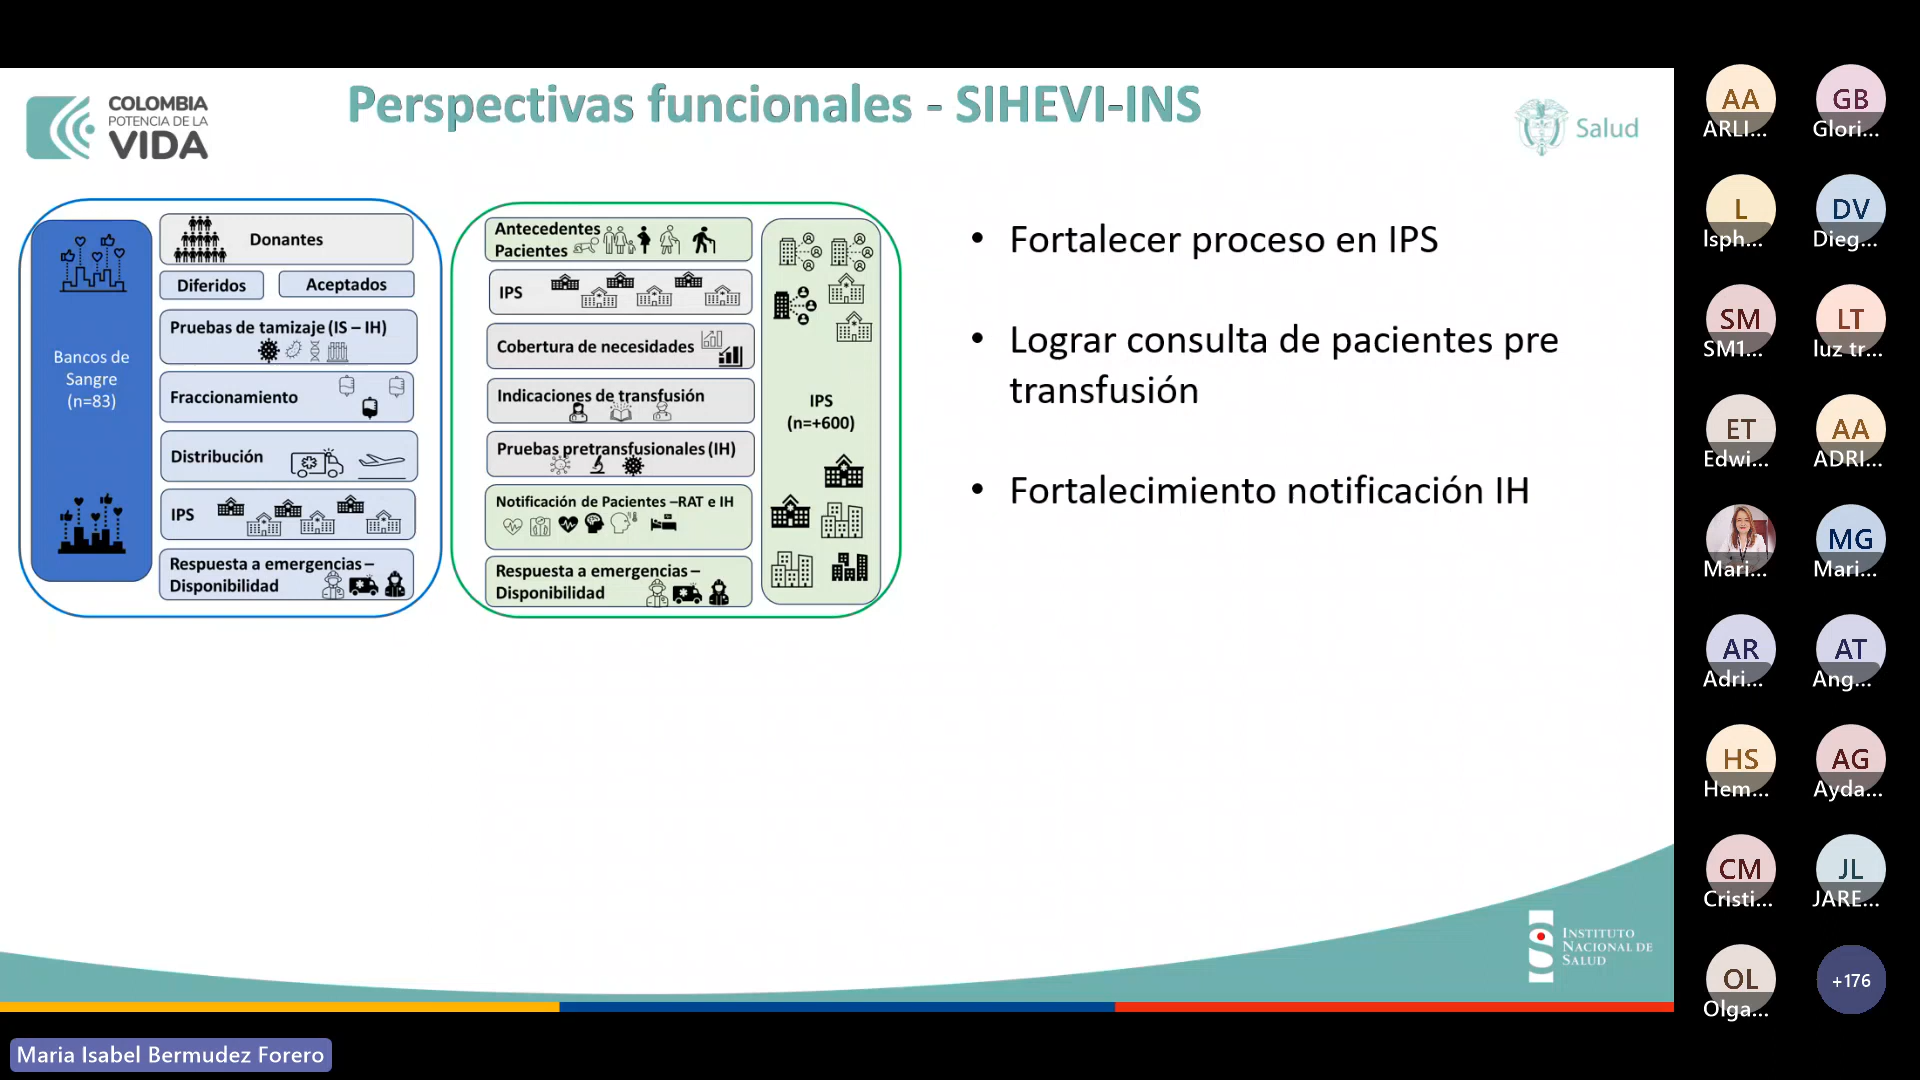 COLOMBIA
POTENCIA DE LA
VIDA
Perspectivas funcionales - SIHEVI-INS
Salud
Bancos de
Sangre
(n=83)
Donantes
Diferidos
Aceptados
Pruebas de tamizaje (IS – IH)
Fraccionamiento
Distribución
IPS
Respuesta a emergencias –
Disponibilidad
Antecedentes
Pacientes
IPS
Cobertura de necesidades
Indicaciones de transfusión
Pruebas pretransfusionales (IH)
Notificación de Pacientes –RAT e IH
Respuesta a emergencias –
Disponibilidad
IPS
(n=+600)
• Fortalecer proceso en IPS
• Lograr consulta de pacientes pre
transfusión
• Fortalecimiento notificación IH
INSTITUTO
NACIONAL DE
SALUD
Maria Isabel Bermudez Forero
AA
ARLI...
GB
Glori...
L
lsph...
DV
Dieg...
SM
SM1...
LT
luz tr...
ET
Edwi...
AA
ADRI...
Mari...
MG
Mari...
AR
Adri...
AT
Ang...
HS
Hem...
AG
Ayda...
CM
Cristi...
JL
JARE...
OL
Olga...
+176